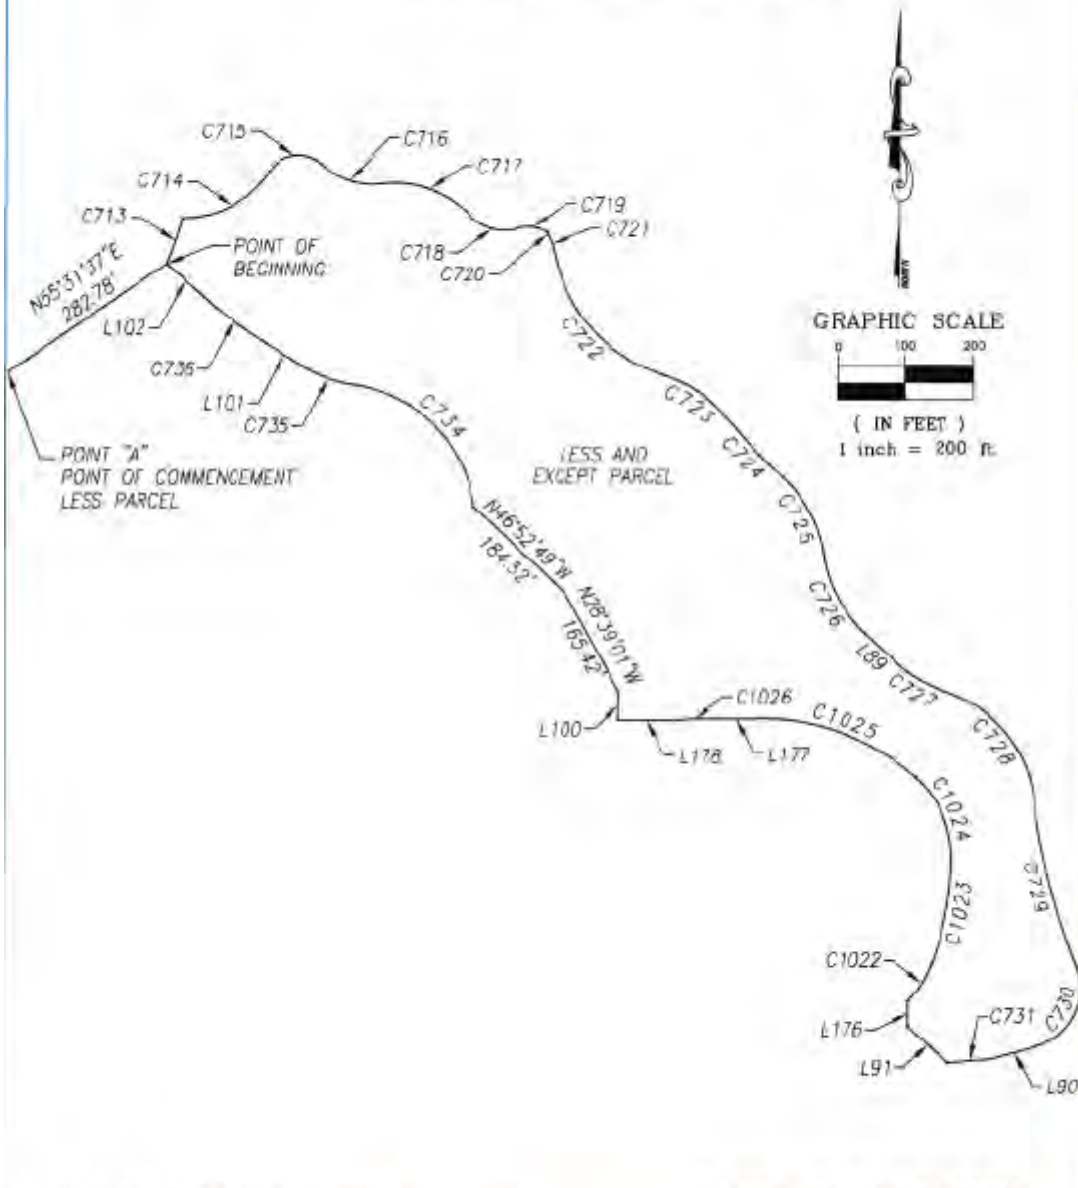 C715
C716
C714
C717
C713
C719
C718
C721
C720
POINT OF
BEGINNING
N55°31'37"E
282.78'
L102
C736
L101
C735
C734
C722
C723
C724
C725
C726
L89
C727
C728
NORTH
GRAPHIC SCALE
0 100 200
( IN FEET )
1 inch = 200 ft.
POINT "A"
POINT OF COMMENCEMENT
LESS PARCEL
LESS AND
EXCEPT PARCEL
N46°52'49"W
184.32'
N28°39'01"W
165.42'
L100
L178
C1026
L177
C1025
C1024
C1023
C729
C1022
L176
L91
C731
C730
L90